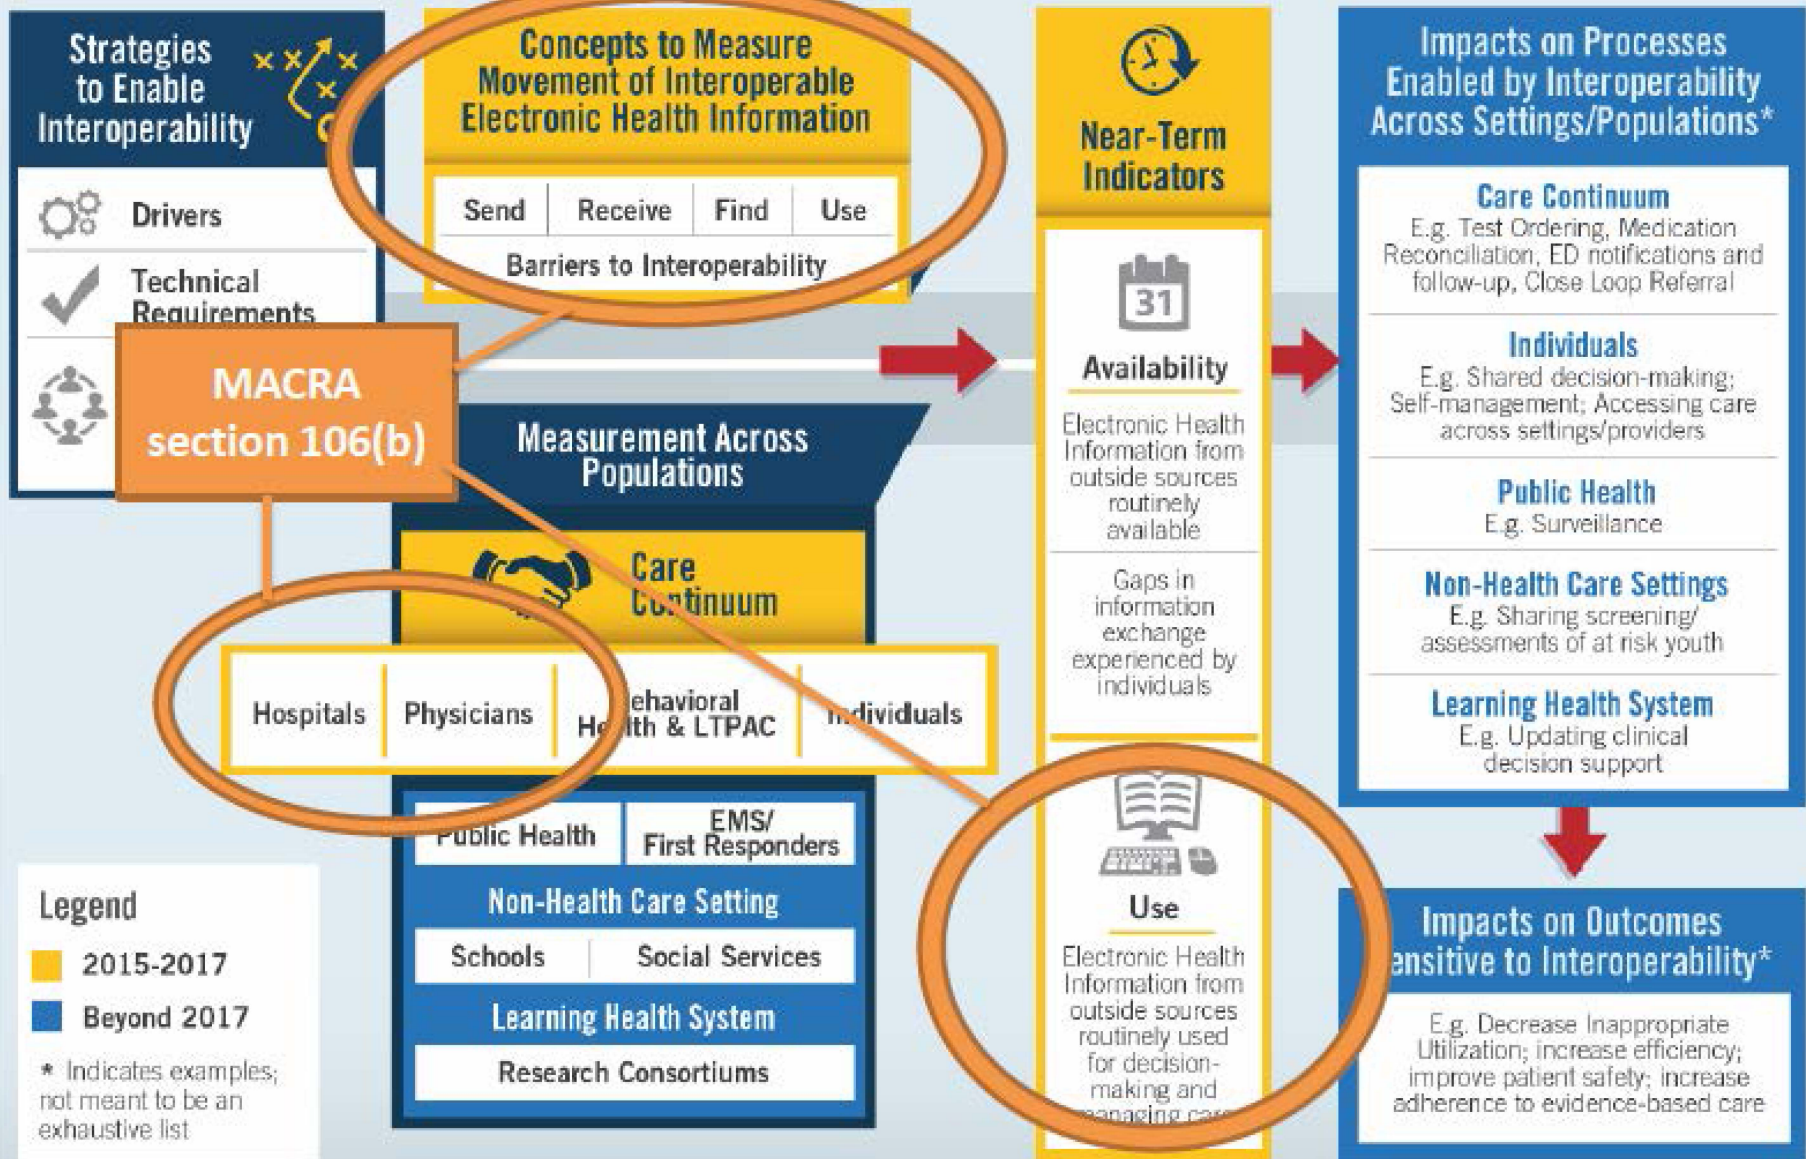 Strategies
to Enable
Interoperability
Drivers
Technical
Requirements
MACRA
section 106(b)
Concepts to Measure
Movement of Interoperable
Electronic Health Information
Send Receive Find Use
Barriers to Interoperability
Measurement Across
Populations
Care
Continuum
Hospitals Physicians
ehavioral
Health & LTPAC
Individuals
Public Health
EMS/
First Responders
Non-Health Care Setting
Schools Social Services
Learning Health System
Research Consortiums
Legend
2015-2017
Beyond 2017
* Indicates examples;
not meant to be an
exhaustive list
Near-Term
Indicators
31
Availability
Electronic Health
Information from
outside sources
routinely
available
Gaps in
information
exchange
experienced by
individuals
Use
Electronic Health
Information from
outside sources
routinely used
for decision-
making and
managing care
Impacts on Processes
Enabled by Interoperability
Across Settings/Populations*
Care Continuum
E.g. Test Ordering, Medication
Reconciliation, ED notifications and
follow-up, Close Loop Referral
Individuals
E.g. Shared decision-making;
Self-management; Accessing care
across settings/providers
Public Health
E.g. Surveillance
Non-Health Care Settings
E.g. Sharing screening/
assessments of at risk youth
Learning Health System
E.g. Updating clinical
decision support
Impacts on Outcomes
ensitive to Interoperability*
E.g. Decrease Inappropriate
Utilization; increase efficiency;
improve patient safety; increase
adherence to evidence-based care